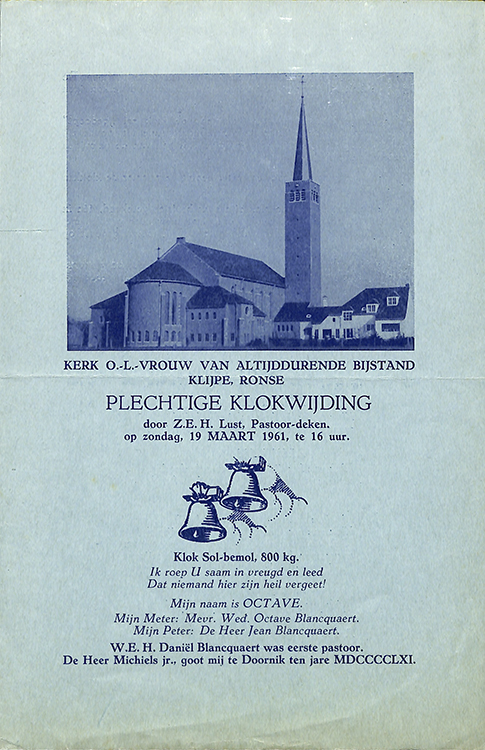 KERK O.-L.-VROUW VAN ALTIJDDURENDE BIJSTAND
KLIJPE, RONSE
PLECHTIGE KLOKWIJDING
door Z.E.H. Lust, Pastoor-deken.
op zondag, 19 MAART 1961, te 16 uur.
Klok Sol-bemol, 800 kg.
Ik roep U saam in vreugd en leed
Dat niemand hier zijn heil vergeet!
Mijn naam is OCTAVE.
Mijn Meter: Mevr. Wed. Octave Blancquaert.
Mijn Peter: De Heer Jean Blancquaert.
W.E.H. Daniël Blancquaert was eerste pastoor.
De Heer Michiels jr., goot mij te Doornik ten jare MDCCCCLXI.